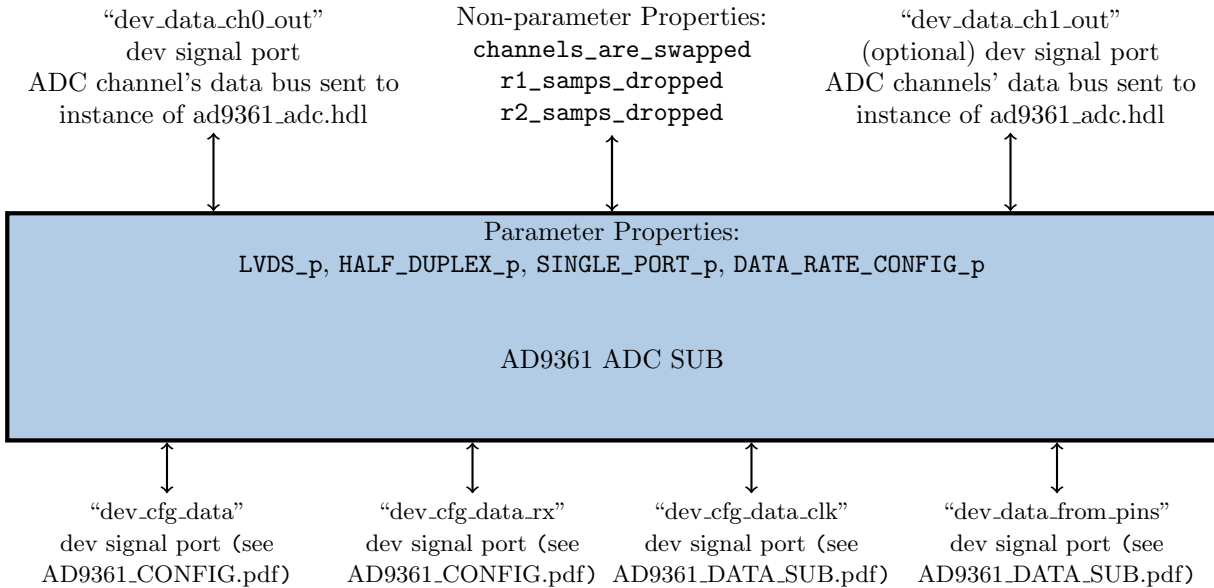 “dev_data_ch0_out”
dev signal port
ADC channel's data bus sent to
instance of ad9361_adc.hdl
Non-parameter Properties:
channels_are_swapped
r1_samps_dropped
r2_samps_dropped
“dev_data_ch1_out”
(optional) dev signal port
ADC channels' data bus sent to
instance of ad9361_adc.hdl
Parameter Properties:
LVDS_p, HALF_DUPLEX_p, SINGLE_PORT_p, DATA_RATE_CONFIG_p
AD9361 ADC SUB
“dev_cfg_data”
dev signal port (see
AD9361_CONFIG.pdf)
“dev_cfg_data_rx”
dev signal port (see
AD9361_CONFIG.pdf)
“dev_cfg_data_clk”
dev signal port (see
AD9361_DATA_SUB.pdf)
“dev_data_from_pins”
dev signal port (see
AD9361_DATA_SUB.pdf)